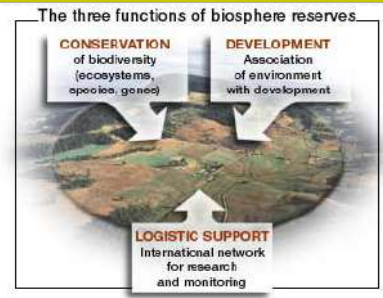 The three functions of biosphere reserves
CONSERVATION
of biodiversity
(ecosystems,
species, genes)
DEVELOPMENT
Association
of environment
with development
LOGISTIC SUPPORT
International network
for research
and monitoring